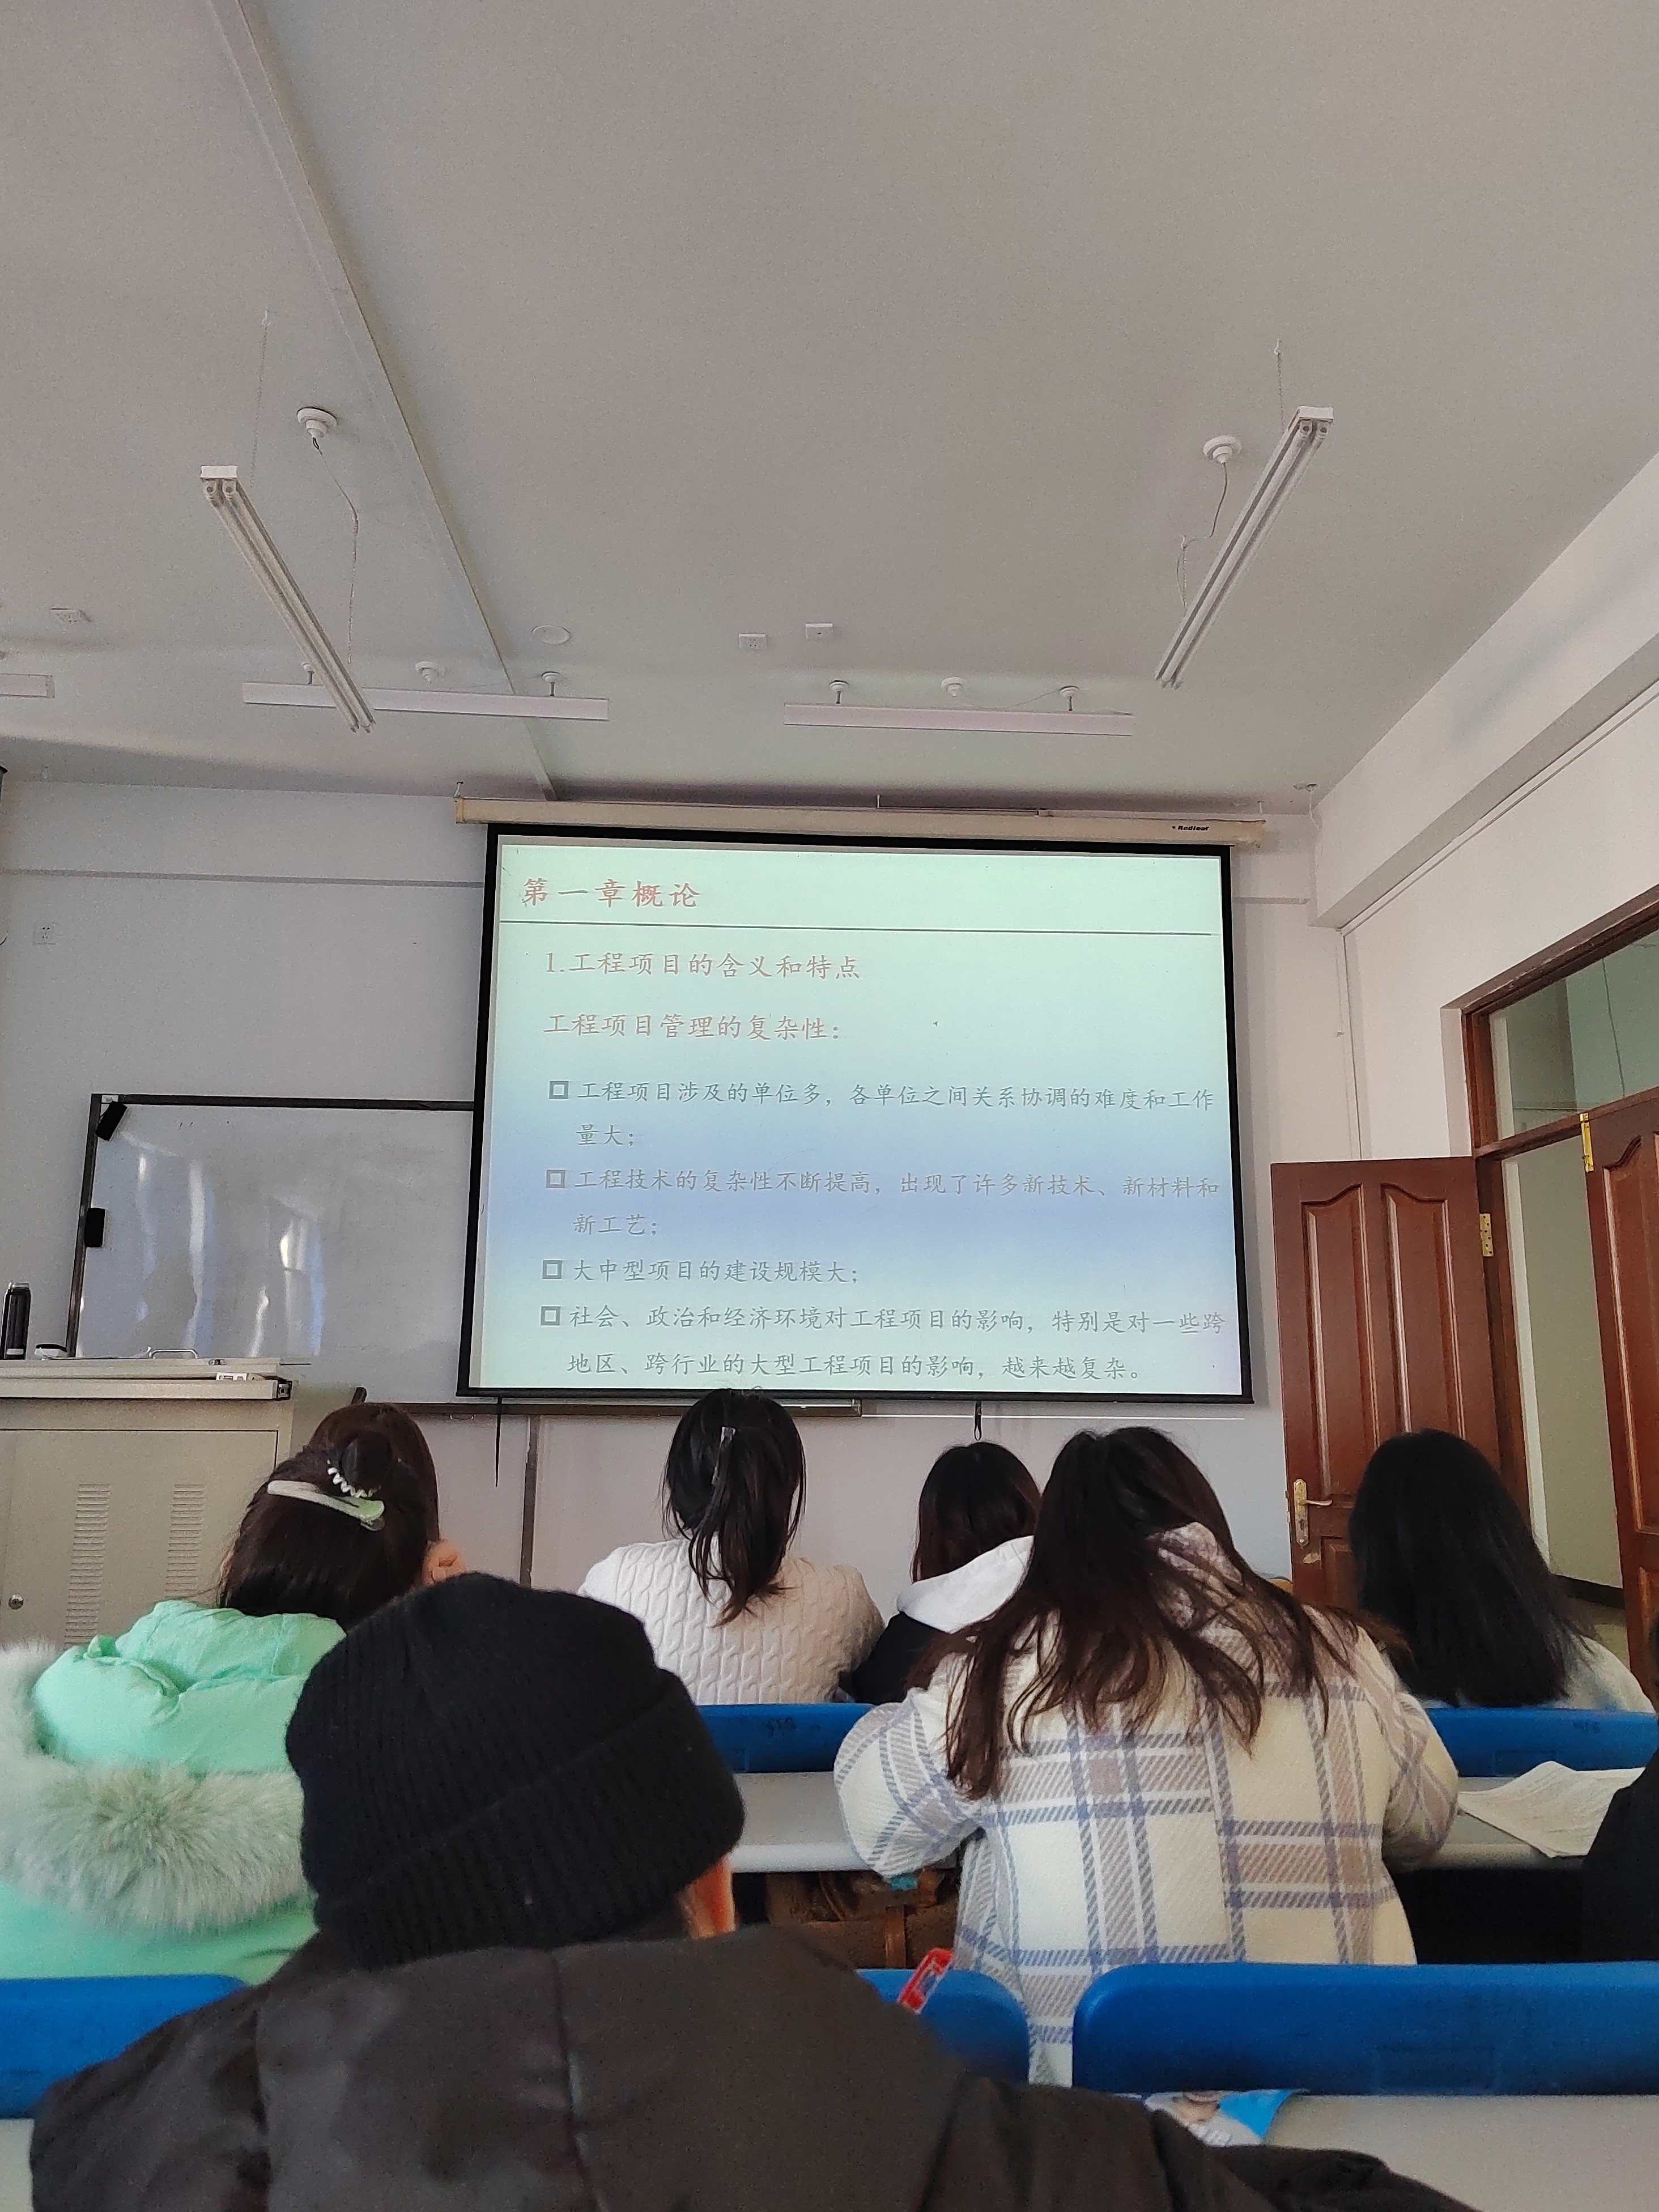 Redleaf
第一章概论
1.工程项目的含义和特点
工程项目管理的复杂性：
工程项目涉及的单位多，各单位之间关系协调的难度和工作
量大；
工程技术的复杂性不断提高，出现了许多新技术、新材料和
新工艺；
大中型项目的建设规模大；
社会、政治和经济环境对工程项目的影响，特别是对一些跨
地区、跨行业的大型工程项目的影响，越来越复杂。